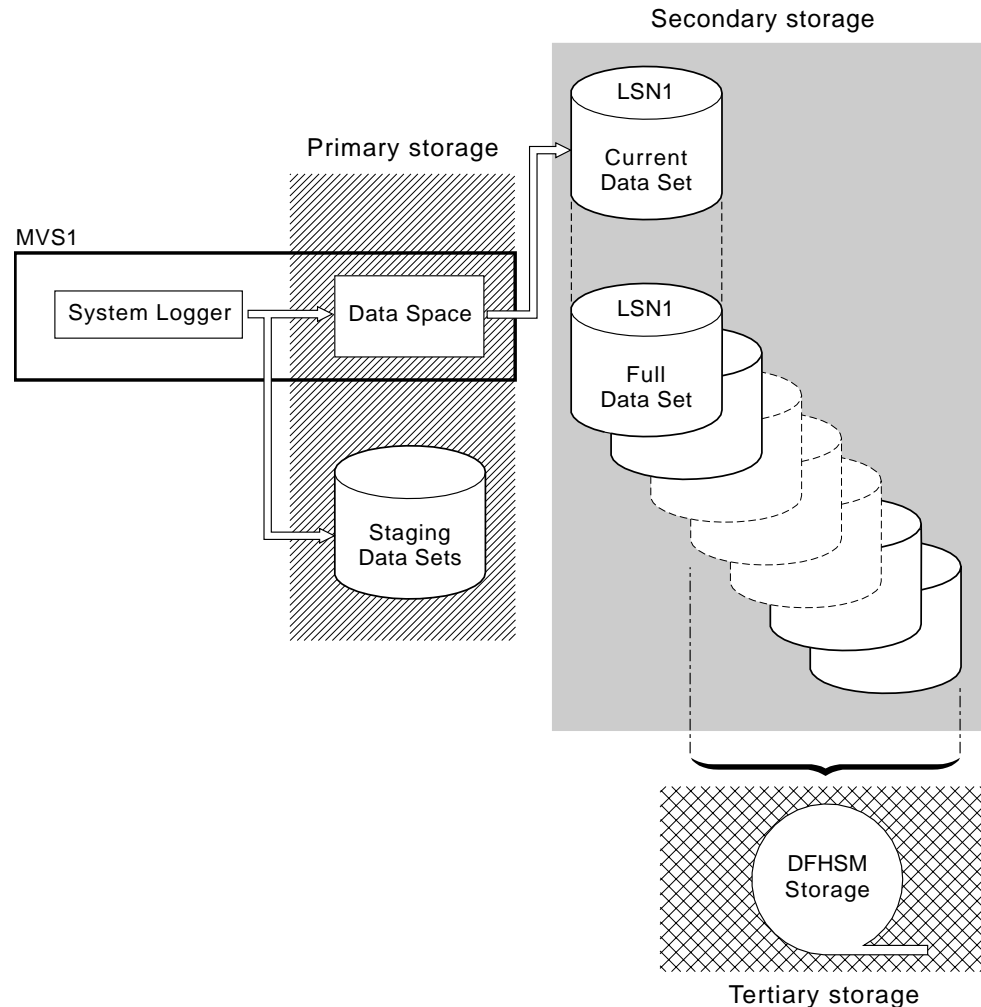 Secondary storage
LSN1
Current
Data Set
Primary storage
MVS1
System Logger
Data Space
LSN1
Full
Data Set
Staging
Data Sets
DFHSM
Storage
Tertiary storage